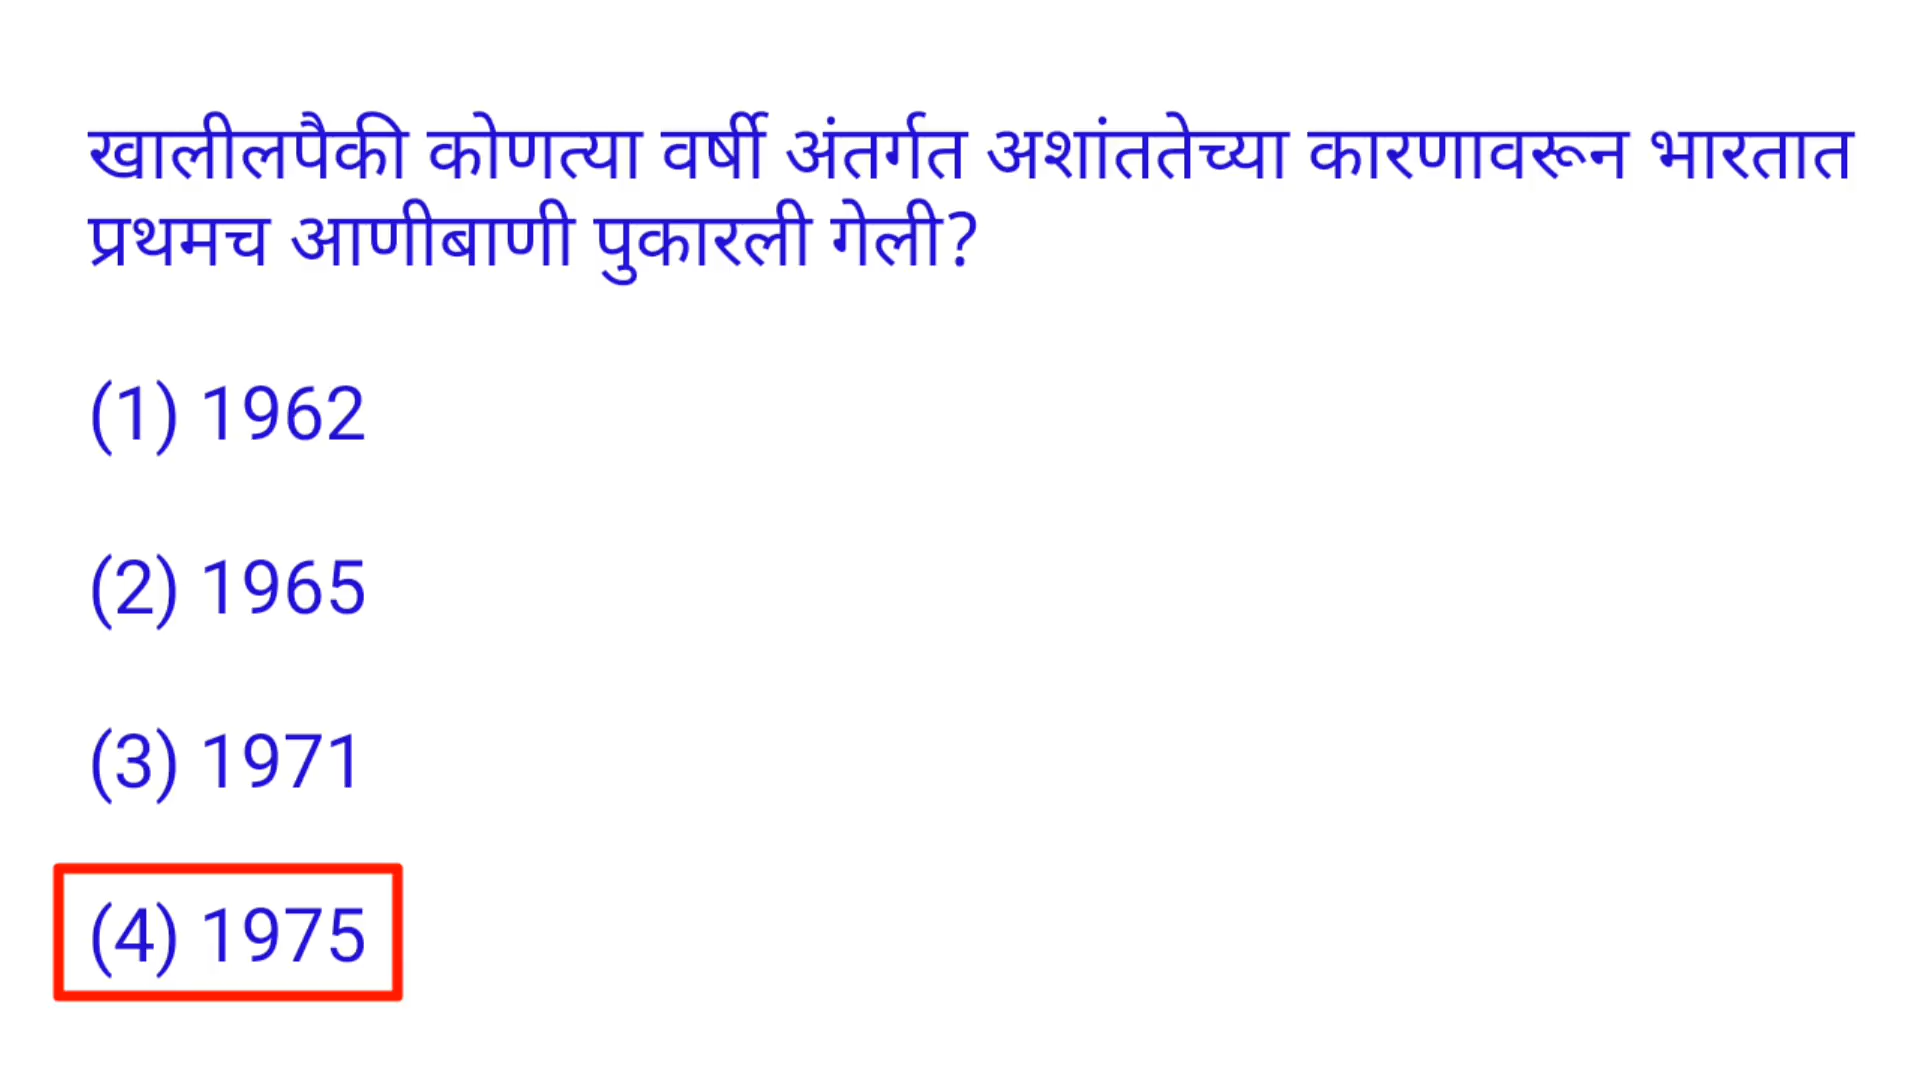 खालीलपैकी कोणत्या वर्षी अंतर्गत अशांततेच्या कारणावरून भारतात
प्रथमच आणीबाणी पुकारली गेली?
(1) 1962
(2) 1965
(3) 1971
(4) 1975